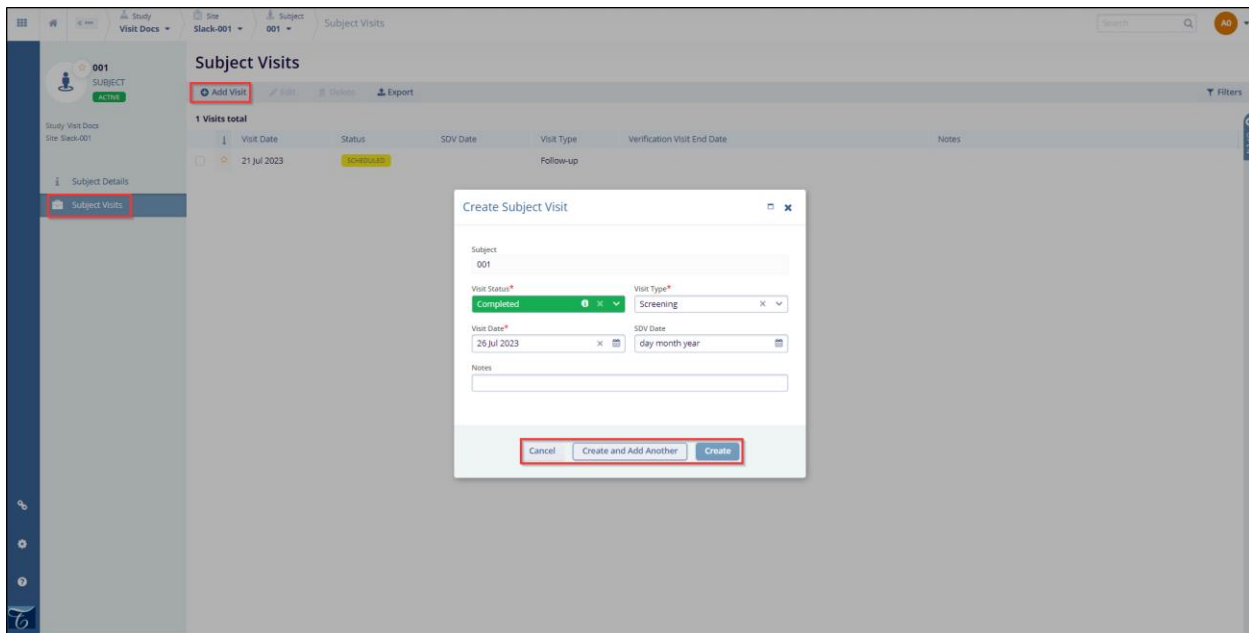 Study
Visit Docs
Site
Slack-001
Subject
001
Subject Visits
Search
AO
001
SUBJECT
ACTIVE
Study Visit Docs
Site Slack-001
Subject Details
Subject Visits
Subject Visits
Add Visit
Edit
Delete
Export
Filters
1 Visits total
Visit Date Status SDV Date Visit Type Verification Visit End Date Notes
21 Jul 2023 SCHEDULED Follow-up
Create Subject Visit
Subject
001
Visit Status* Visit Type*
Completed Screening
Visit Date* SDV Date
26 Jul 2023 day month year
Notes
Cancel Create and Add Another Create